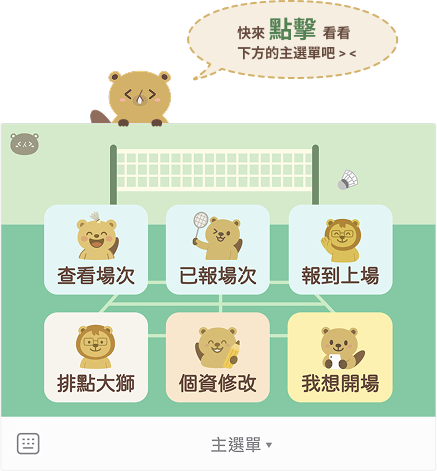 快來 點擊 看看
下方的主選單吧 > <
查看場次
已報場次
報到上場
排點大獅
個資修改
我想開場
主選單 ▾